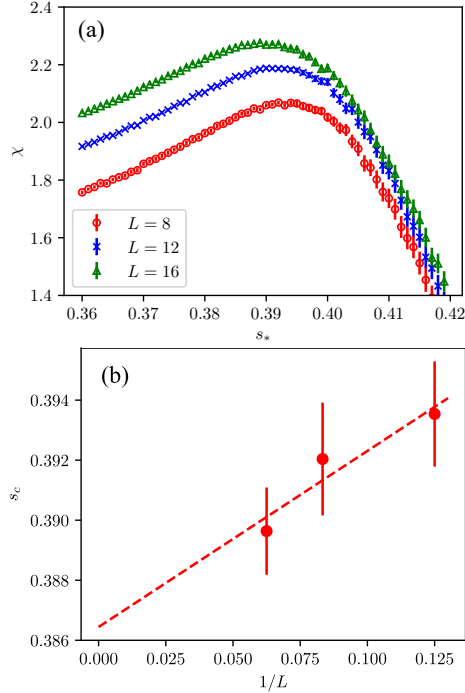 (a)
2.4
2.2
2.0
1.8
1.6
1.4
χ
L = 8
L = 12
L = 16
0.36 0.37 0.38 0.39 0.40 0.41 0.42
s*
(b)
0.394
0.392
0.390
0.388
0.386
s_c
0.000 0.025 0.050 0.075 0.100 0.125
1/L